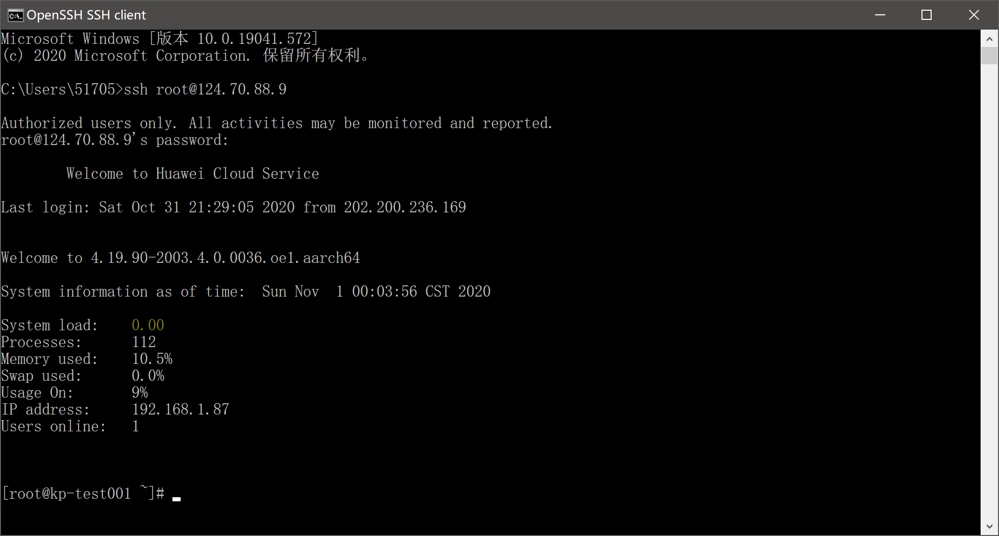 OpenSSH SSH client
Microsoft Windows [版本 10.0.19041.572]
(c) 2020 Microsoft Corporation. 保留所有权利。
C:\Users\51705>ssh root@124.70.88.9
Authorized users only. All activities may be monitored and reported.
root@124.70.88.9's password:
Welcome to Huawei Cloud Service
Last login: Sat Oct 31 21:29:05 2020 from 202.200.236.169
Welcome to 4.19.90-2003.4.0.0036.oe1.aarch64
System information as of time:  Sun Nov  1 00:03:56 CST 2020
System load:    0.00
Processes:      112
Memory used:    10.5%
Swap used:      0.0%
Usage On:       9%
IP address:     192.168.1.87
Users online:   1
[root@kp-test001 ~]#